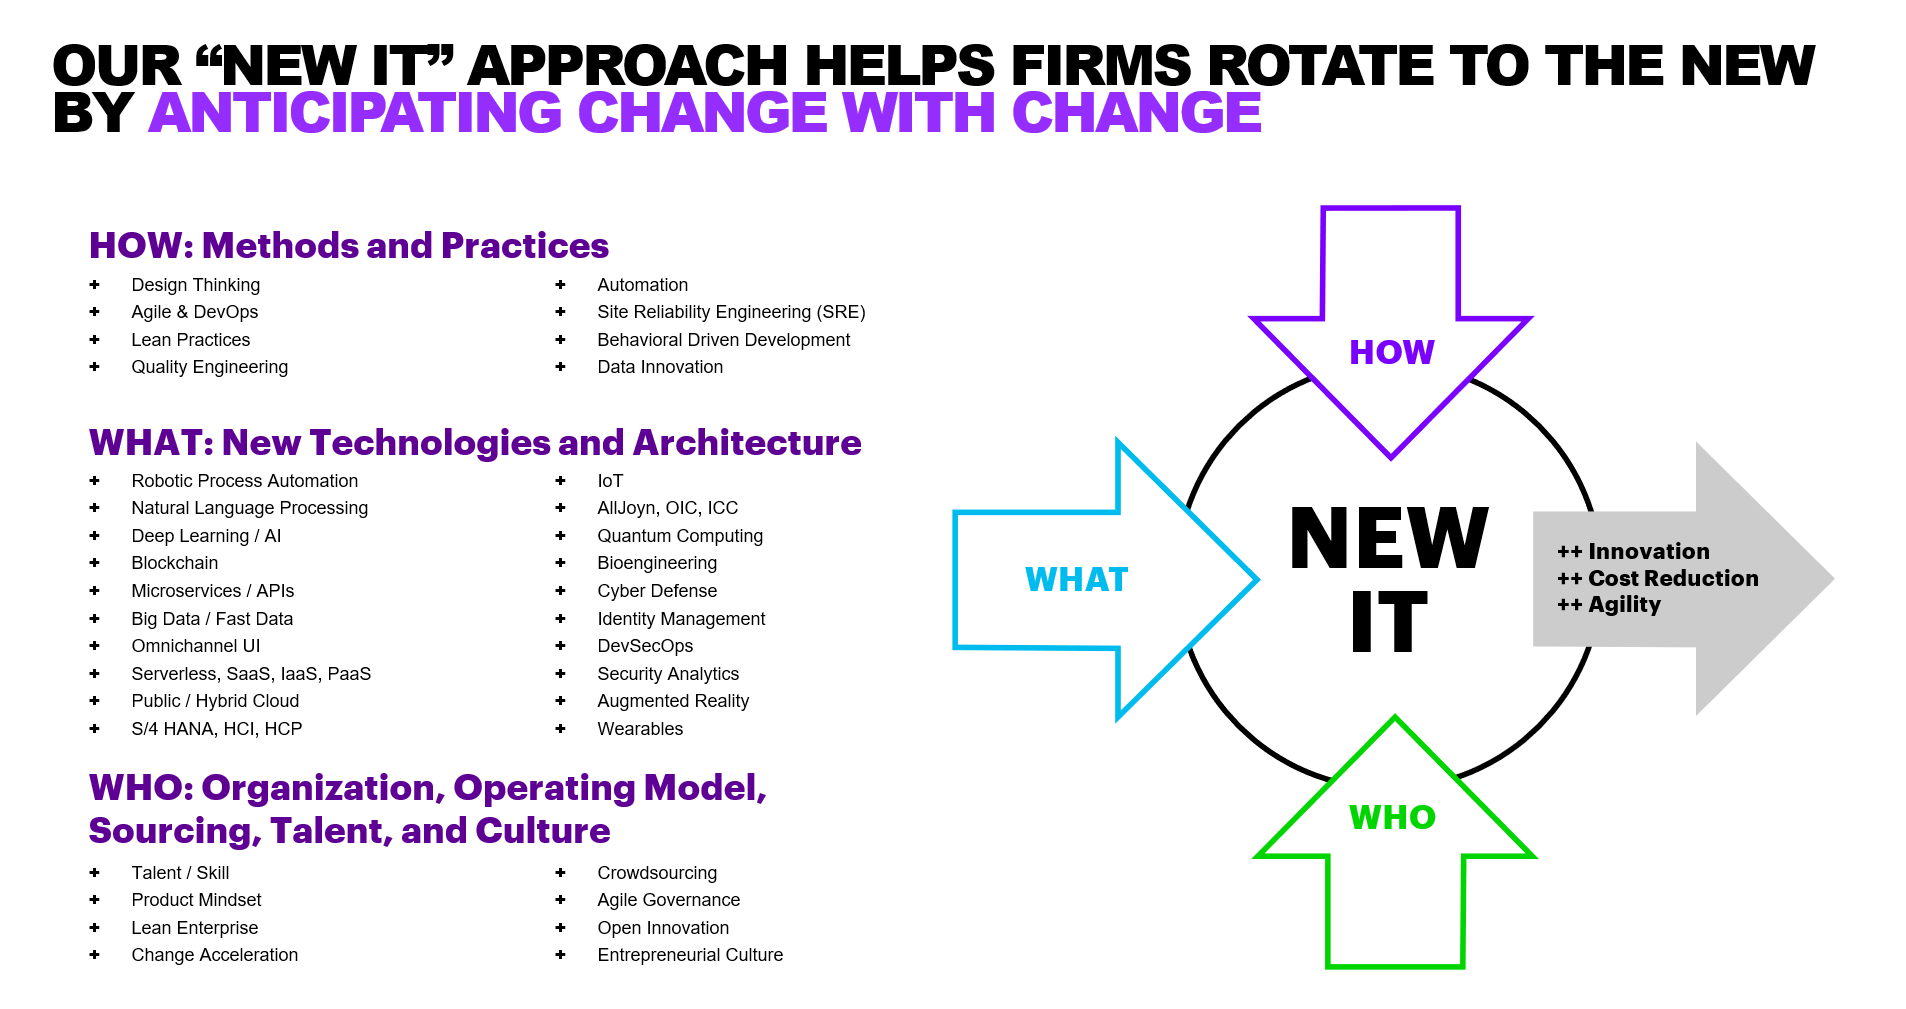 OUR “NEW IT” APPROACH HELPS FIRMS ROTATE TO THE NEW
BY ANTICIPATING CHANGE WITH CHANGE
HOW: Methods and Practices
+ Design Thinking
+ Agile & DevOps
+ Lean Practices
+ Quality Engineering
+ Automation
+ Site Reliability Engineering (SRE)
+ Behavioral Driven Development
+ Data Innovation
WHAT: New Technologies and Architecture
+ Robotic Process Automation
+ Natural Language Processing
+ Deep Learning / AI
+ Blockchain
+ Microservices / APIs
+ Big Data / Fast Data
+ Omnichannel UI
+ Serverless, SaaS, IaaS, PaaS
+ Public / Hybrid Cloud
+ S/4 HANA, HCI, HCP
+ IoT
+ AllJoyn, OIC, ICC
+ Quantum Computing
+ Bioengineering
+ Cyber Defense
+ Identity Management
+ DevSecOps
+ Security Analytics
+ Augmented Reality
+ Wearables
WHO: Organization, Operating Model,
Sourcing, Talent, and Culture
+ Talent / Skill
+ Product Mindset
+ Lean Enterprise
+ Change Acceleration
+ Crowdsourcing
+ Agile Governance
+ Open Innovation
+ Entrepreneurial Culture
HOW
WHAT
NEW
IT
++ Innovation
++ Cost Reduction
++ Agility
WHO